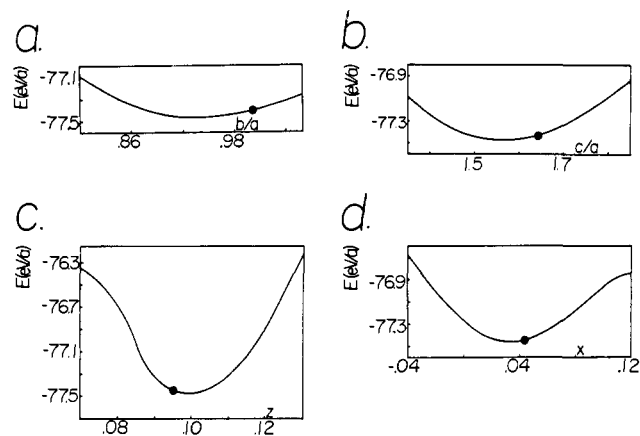 a.
E(eV/a)
-77.1
-77.5
.86
.98
b/a
b.
E(eV/a)
-76.9
-77.3
1.5
1.7
c/a
c.
E(eV/a)
-76.3
-76.7
-77.1
-77.5
.08
.10
.12
z
d.
E(eV/a)
-76.9
-77.3
-.04
.04
x
.12